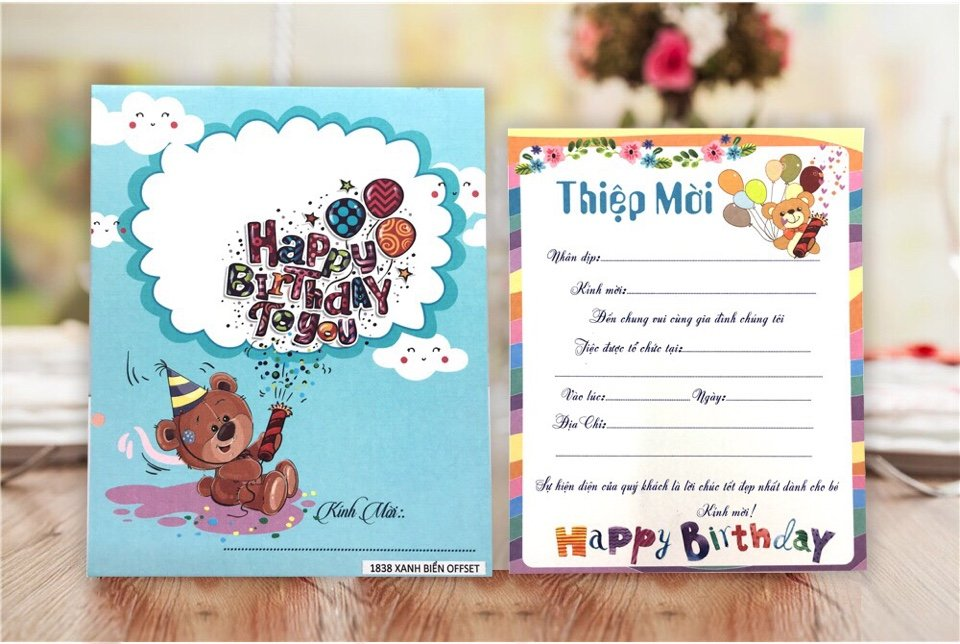 Happy
Birthday
To you
Kính Mời:
1838 XANH BIỂN OFFSET
Thiệp Mời
Nhân dịp:
Kính mời:
Đến chung vui cùng gia đình chúng tôi
Tiệc được tổ chức tại:
Vào lúc: Ngày:
Địa Chỉ:
Sự hiện diện của quý khách là lời chúc tốt đẹp nhất dành cho bé
Kính mời!
Happy Birthday